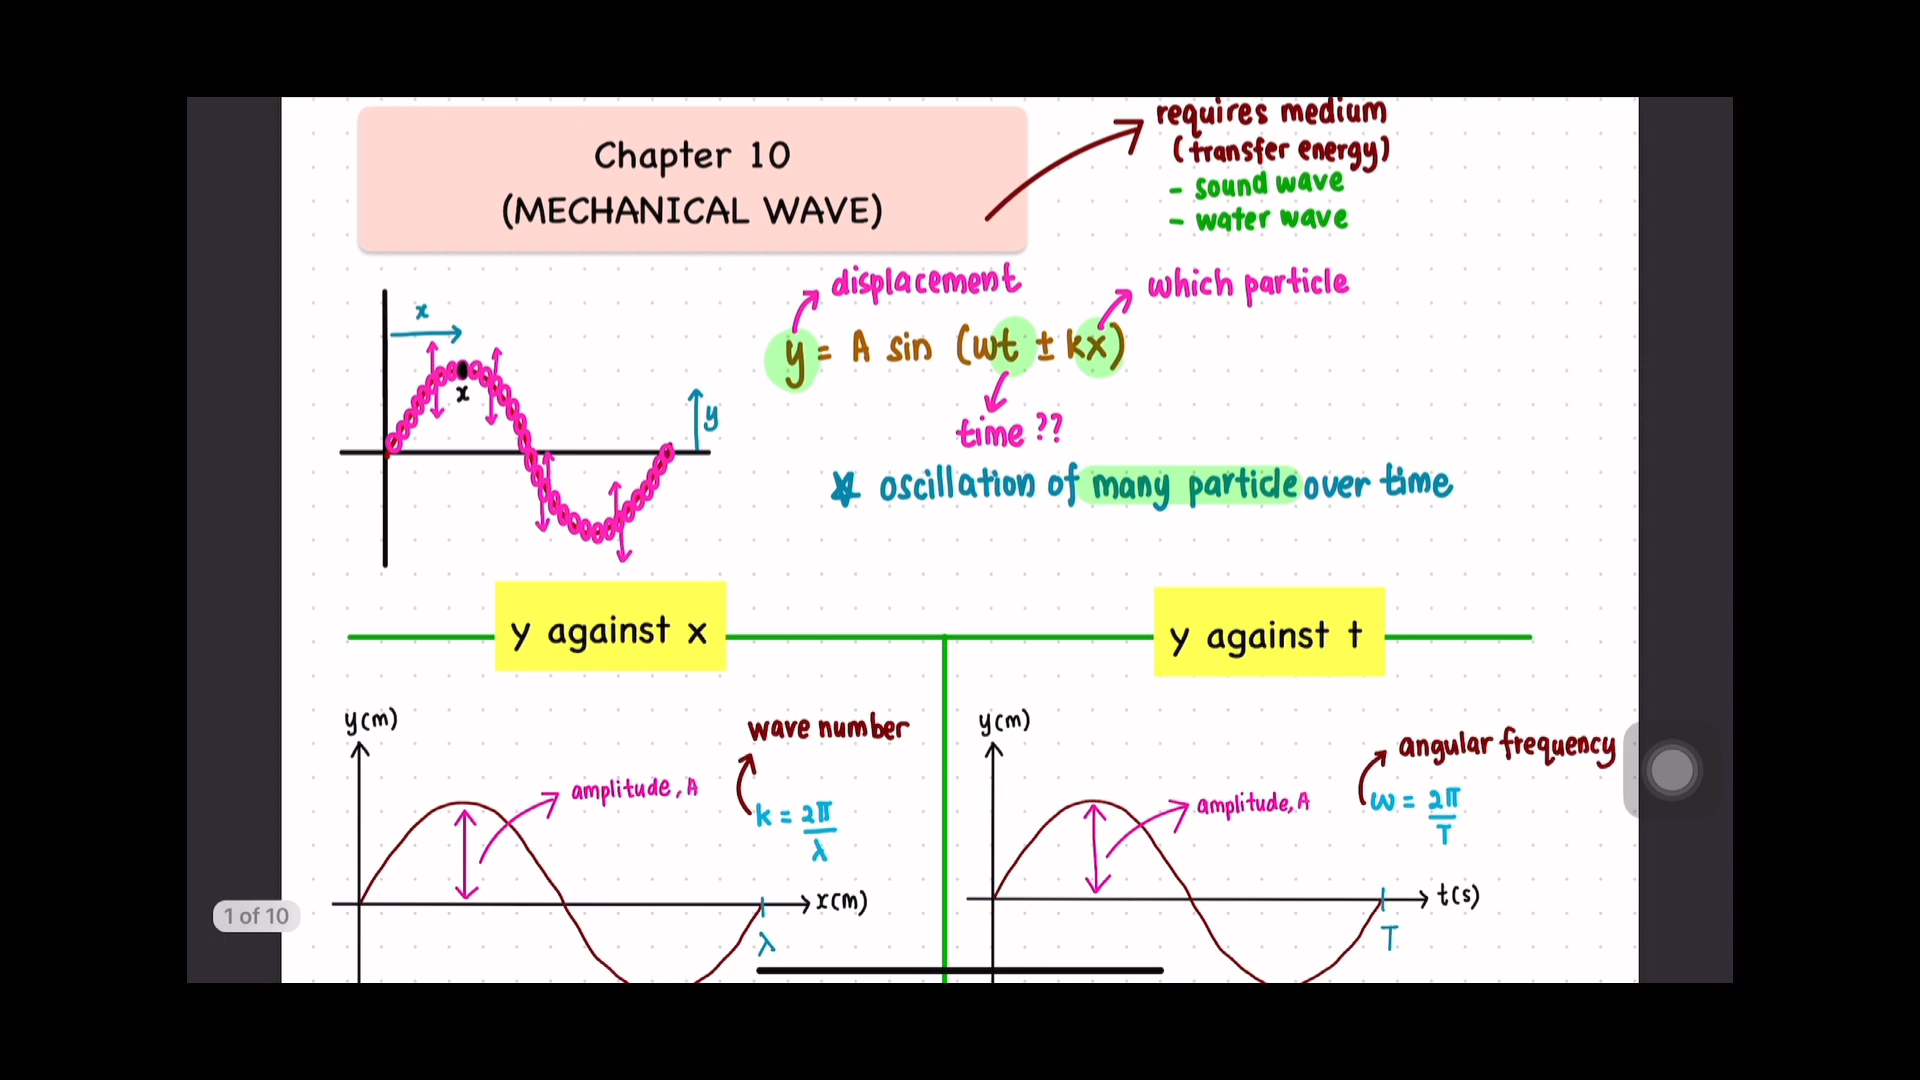 Chapter 10
(MECHANICAL WAVE)
requires medium
(transfer energy)
- sound wave
- water wave
displacement
which particle
x
x
y
y = A sin (wt ± kx)
time ??
oscillation of many particle over time
y against x
y against t
y(m)
wave number
amplitude, A
k = 2π
λ
x(m)
λ
y(m)
angular frequency
amplitude, A
ω = 2π
T
t(s)
T
1 of 10